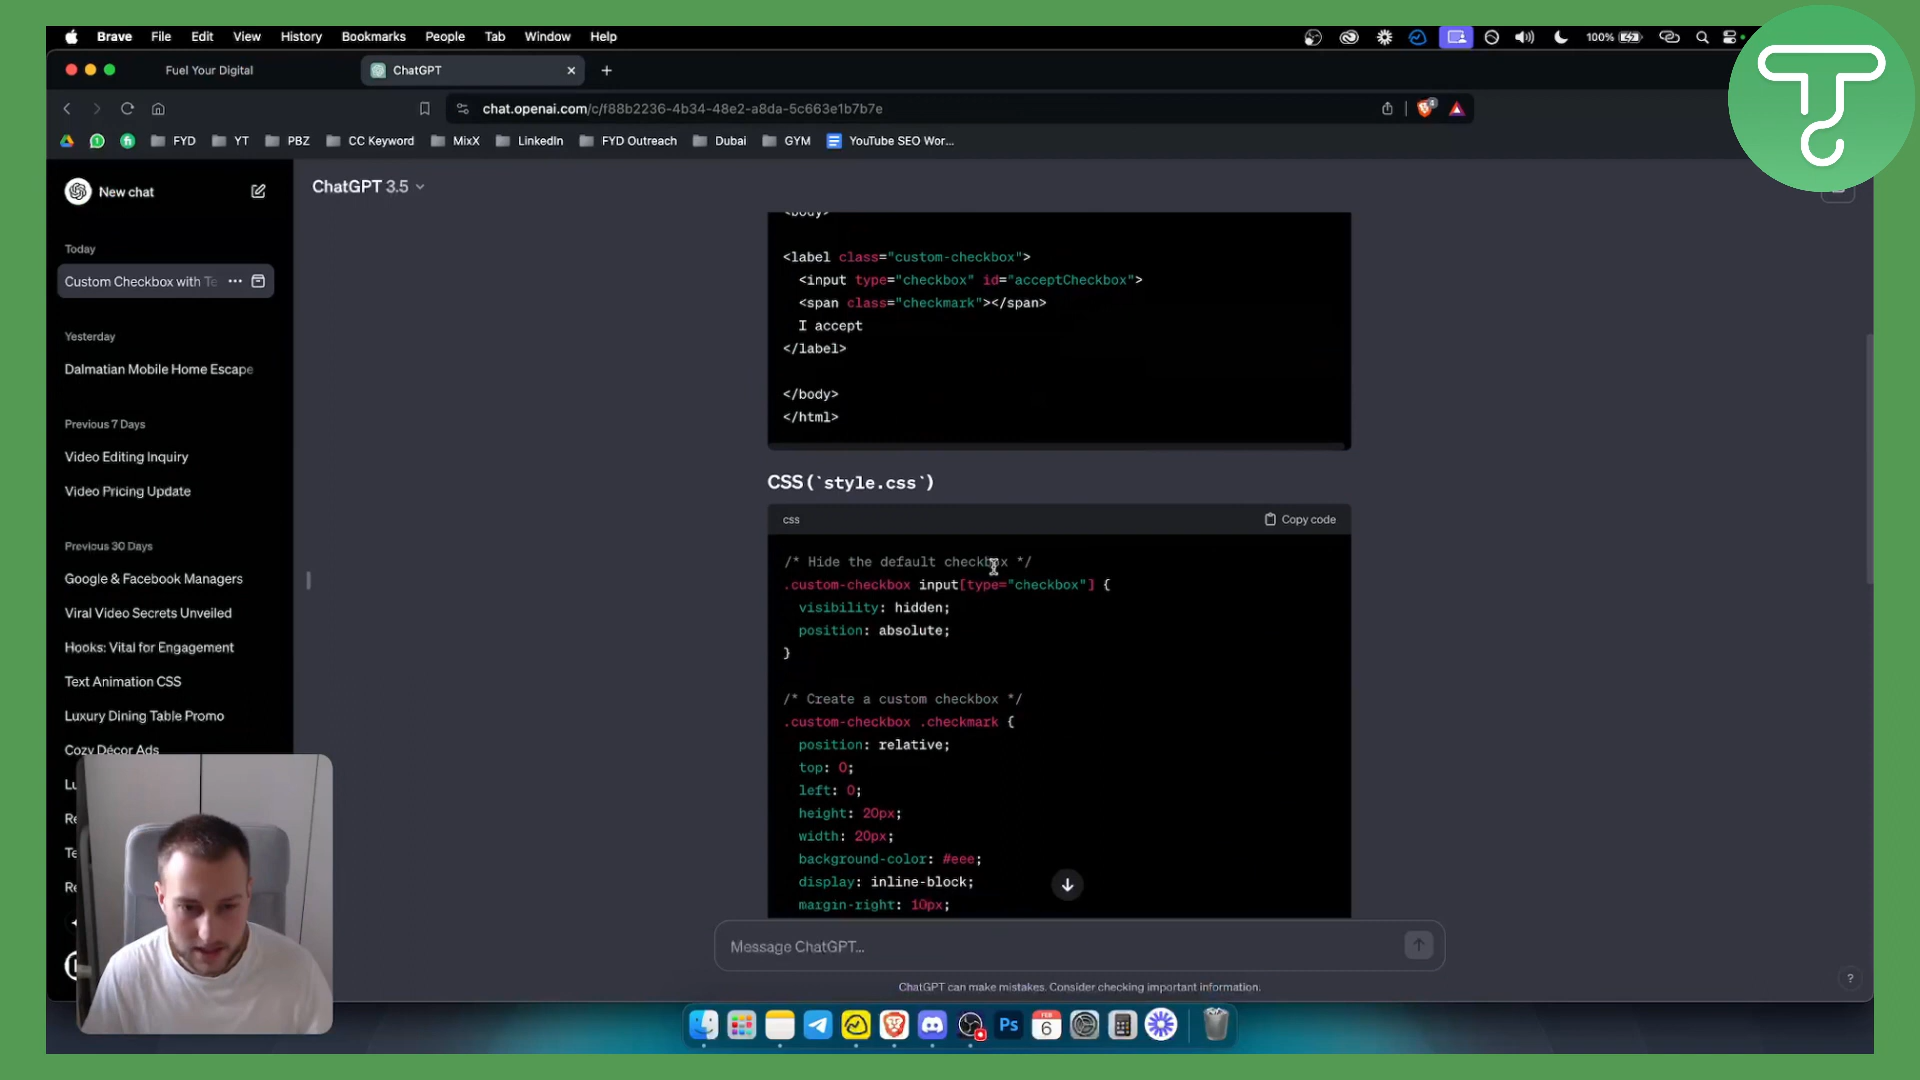 Brave File Edit View History Bookmarks People Tab Window Help
100%
Fuel Your Digital
ChatGPT
chat.openai.com/c/f88b2236-4b34-48e2-a8da-5c663e1b7b7e
FYD YT PBZ CC Keyword MixX LinkedIn FYD Outreach Dubai GYM YouTube SEO Wor...
New chat
ChatGPT 3.5
Today
Custom Checkbox with Te
Yesterday
Dalmatian Mobile Home Escape
Previous 7 Days
Video Editing Inquiry
Video Pricing Update
Previous 30 Days
Google & Facebook Managers
Viral Video Secrets Unveiled
Hooks: Vital for Engagement
Text Animation CSS
Luxury Dining Table Promo
Cozy Décor Ads
Lu
Re
Te
Re
<body>
<label class="custom-checkbox">
<input type="checkbox" id="acceptCheckbox">
<span class="checkmark"></span>
I accept
</label>
</body>
</html>
CSS (`style.css`)
css
Copy code
/* Hide the default checkbox */
.custom-checkbox input[type="checkbox"] {
visibility: hidden;
position: absolute;
}
/* Create a custom checkbox */
.custom-checkbox .checkmark {
position: relative;
top: 0;
left: 0;
height: 20px;
width: 20px;
background-color: #eee;
display: inline-block;
margin-right: 10px;
Message ChatGPT...
ChatGPT can make mistakes. Consider checking important information.
?
Ps
FEB
6